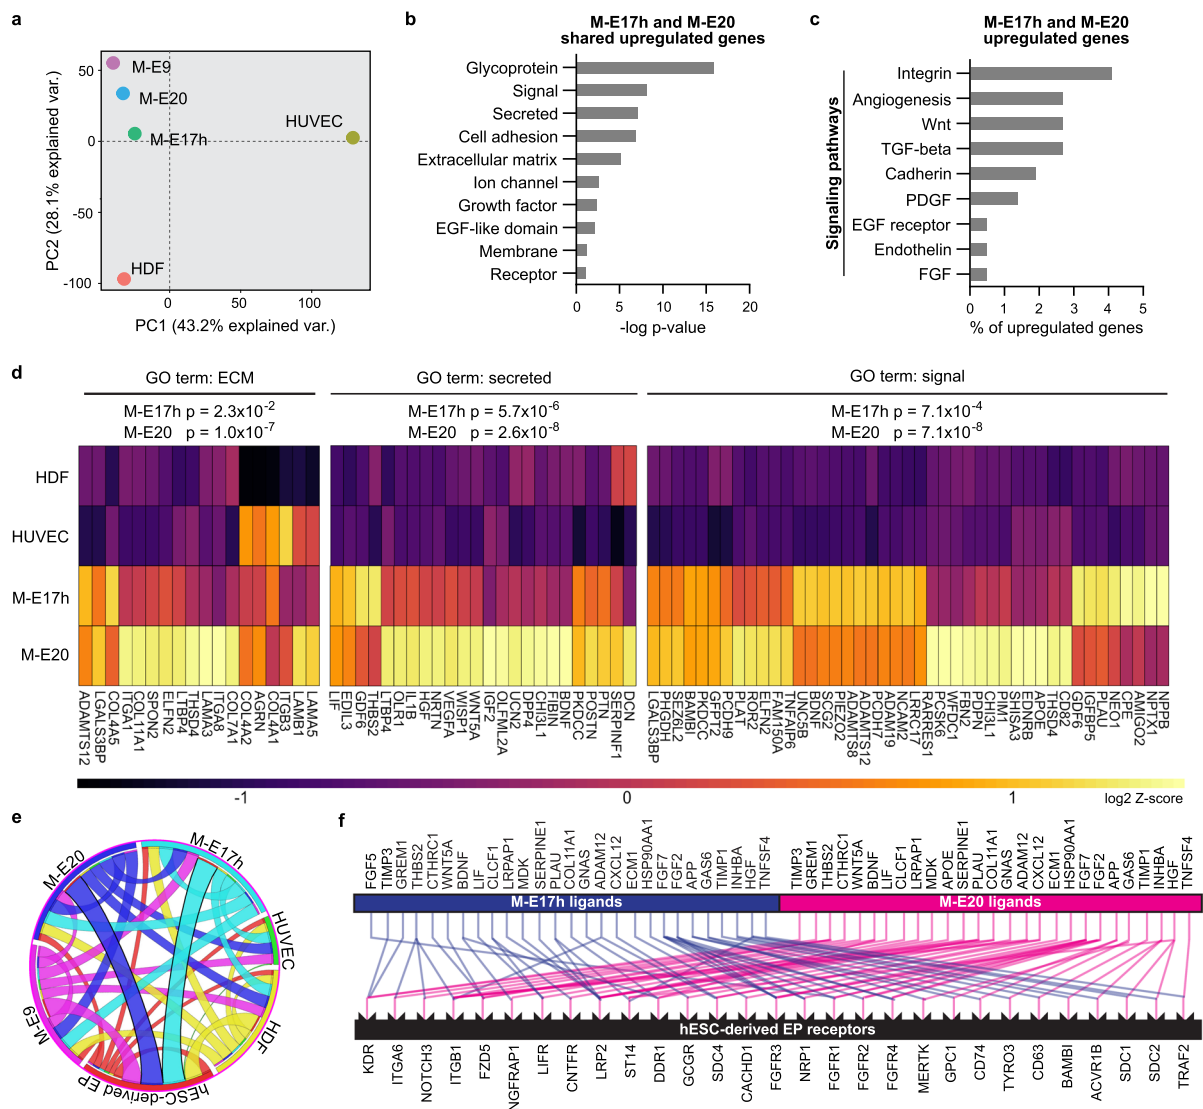 a
M-E9
M-E20
M-E17h
HUVEC
HDF
50
0
-50
-100
0
50
100
PC2 (28.1% explained var.)
PC1 (43.2% explained var.)
b
M-E17h and M-E20
shared upregulated genes
Glycoprotein
Signal
Secreted
Cell adhesion
Extracellular matrix
Ion channel
Growth factor
EGF-like domain
Membrane
Receptor
0 5 10 15 20
-log p-value
c
M-E17h and M-E20
upregulated genes
Signaling pathways
Integrin
Angiogenesis
Wnt
TGF-beta
Cadherin
PDGF
EGF receptor
Endothelin
FGF
0 1 2 3 4 5
% of upregulated genes
d
GO term: ECM
M-E17h p = 2.3x10-2
M-E20 p = 1.0x10-7
GO term: secreted
M-E17h p = 5.7x10-6
M-E20 p = 2.6x10-8
GO term: signal
M-E17h p = 7.1x10-4
M-E20 p = 7.1x10-8
HDF
HUVEC
M-E17h
M-E20
ADAMTS12
LGALS3BP
COL4A5
ITGA1
COL11A1
SPON2
ELFN2
LTBP4
THSD4
LAMA3
ITGA8
COL7A1
COL4A2
AGRN
COL4A1
ITGB3
LAMB1
LAMA5
LIF
EDIL3
GDF6
THBS2
LTBP4
OLR1
IL1B
HGF
NRTN
VEGFA
WISP1
WNT5A
IGF2
OLFML2A
UCN2
DPP4
CHI3L1
FIBIN
BDNF
PKDCC
POSTN
PTN
SERPINF1
DCN
LGALS3BP
PHGDH
SEZ6L2
BAMBI
PKDCC
GFPT2
PCDH9
PLAT
ROR2
ELFN2
FAM150A
TNFAIP6
UNC5B
BDNF
SCG2
PIEZO2
ADAMTS8
ADAMTS12
PCDH7
ADAM19
NCAM2
LRRC17
RARRES1
PCSK6
WFDC1
FBN2
PDPN
CHI3L1
SHISA3
EDNRB
APOE
THSD4
CD82
GDF6
IGFBP5
PLAU
NEO1
CPE
AMIGO2
NPTX1
NPPB
-1
0
1
log2 Z-score
e
M-E20
M-E17h
HUVEC
HDF
hESC-derived EP
M-E9
f
FGF5
TIMP3
GREM1
THBS2
CTHRC1
WNT5A
BDNF
LIF
CLCF1
LRPAP1
MDK
SERPINE1
PLAU
COL11A1
GNAS
ADAM12
CXCL12
ECM1
HSP90AA1
FGF7
FGF2
APP
GAS6
TIMP1
INHBA
HGF
TNFSF4
TIMP3
GREM1
THBS2
CTHRC1
WNT5A
BDNF
LIF
CLCF1
LRPAP1
MDK
APOE
SERPINE1
PLAU
COL11A1
GNAS
ADAM12
CXCL12
ECM1
HSP90AA1
FGF7
FGF2
APP
GAS6
TIMP1
INHBA
HGF
TNFSF4
M-E17h ligands
M-E20 ligands
hESC-derived EP receptors
KDR
ITGA6
NOTCH3
ITGB1
FZD5
NGFRAP1
LIFR
CNTFR
LRP2
ST14
DDR1
GCGR
SDC4
CACHD1
FGFR3
NRP1
FGFR1
FGFR2
FGFR4
MERTK
GPC1
CD74
TYRO3
CD63
BAMBI
ACVR1B
SDC1
SDC2
TRAF2